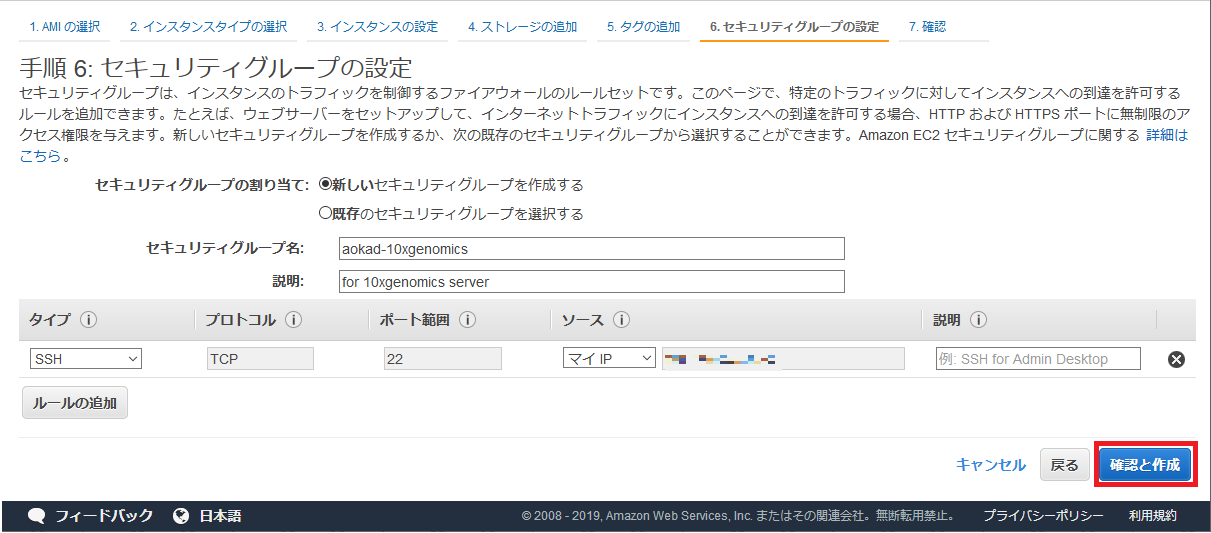 1. AMI の選択 2. インスタンスタイプの選択 3. インスタンスの設定 4. ストレージの追加 5. タグの追加 6. セキュリティグループの設定 7. 確認
手順 6: セキュリティグループの設定
セキュリティグループは、インスタンスのトラフィックを制御するファイアウォールのルールセットです。このページで、特定のトラフィックに対してインスタンスへの到達を許可する
ルールを追加できます。たとえば、ウェブサーバーをセットアップして、インターネットトラフィックにインスタンスへの到達を許可する場合、HTTP および HTTPS ポートに無制限のア
クセス権限を与えます。新しいセキュリティグループを作成するか、次の既存のセキュリティグループから選択することができます。Amazon EC2 セキュリティグループに関する 詳細は
こちら 。
セキュリティグループの割り当て: 新しいセキュリティグループを作成する
既存のセキュリティグループを選択する
セキュリティグループ名: aokad-10xgenomics
説明: for 10xgenomics server
タイプ i プロトコル i ポート範囲 i ソース i 説明 i
SSH TCP 22 マイ IP 例: SSH for Admin Desktop
ルールの追加
キャンセル 戻る 確認と作成
フィードバック 日本語 © 2008 - 2019, Amazon Web Services, Inc. またはその関連会社。無断転用禁止。 プライバシーポリシー 利用規約